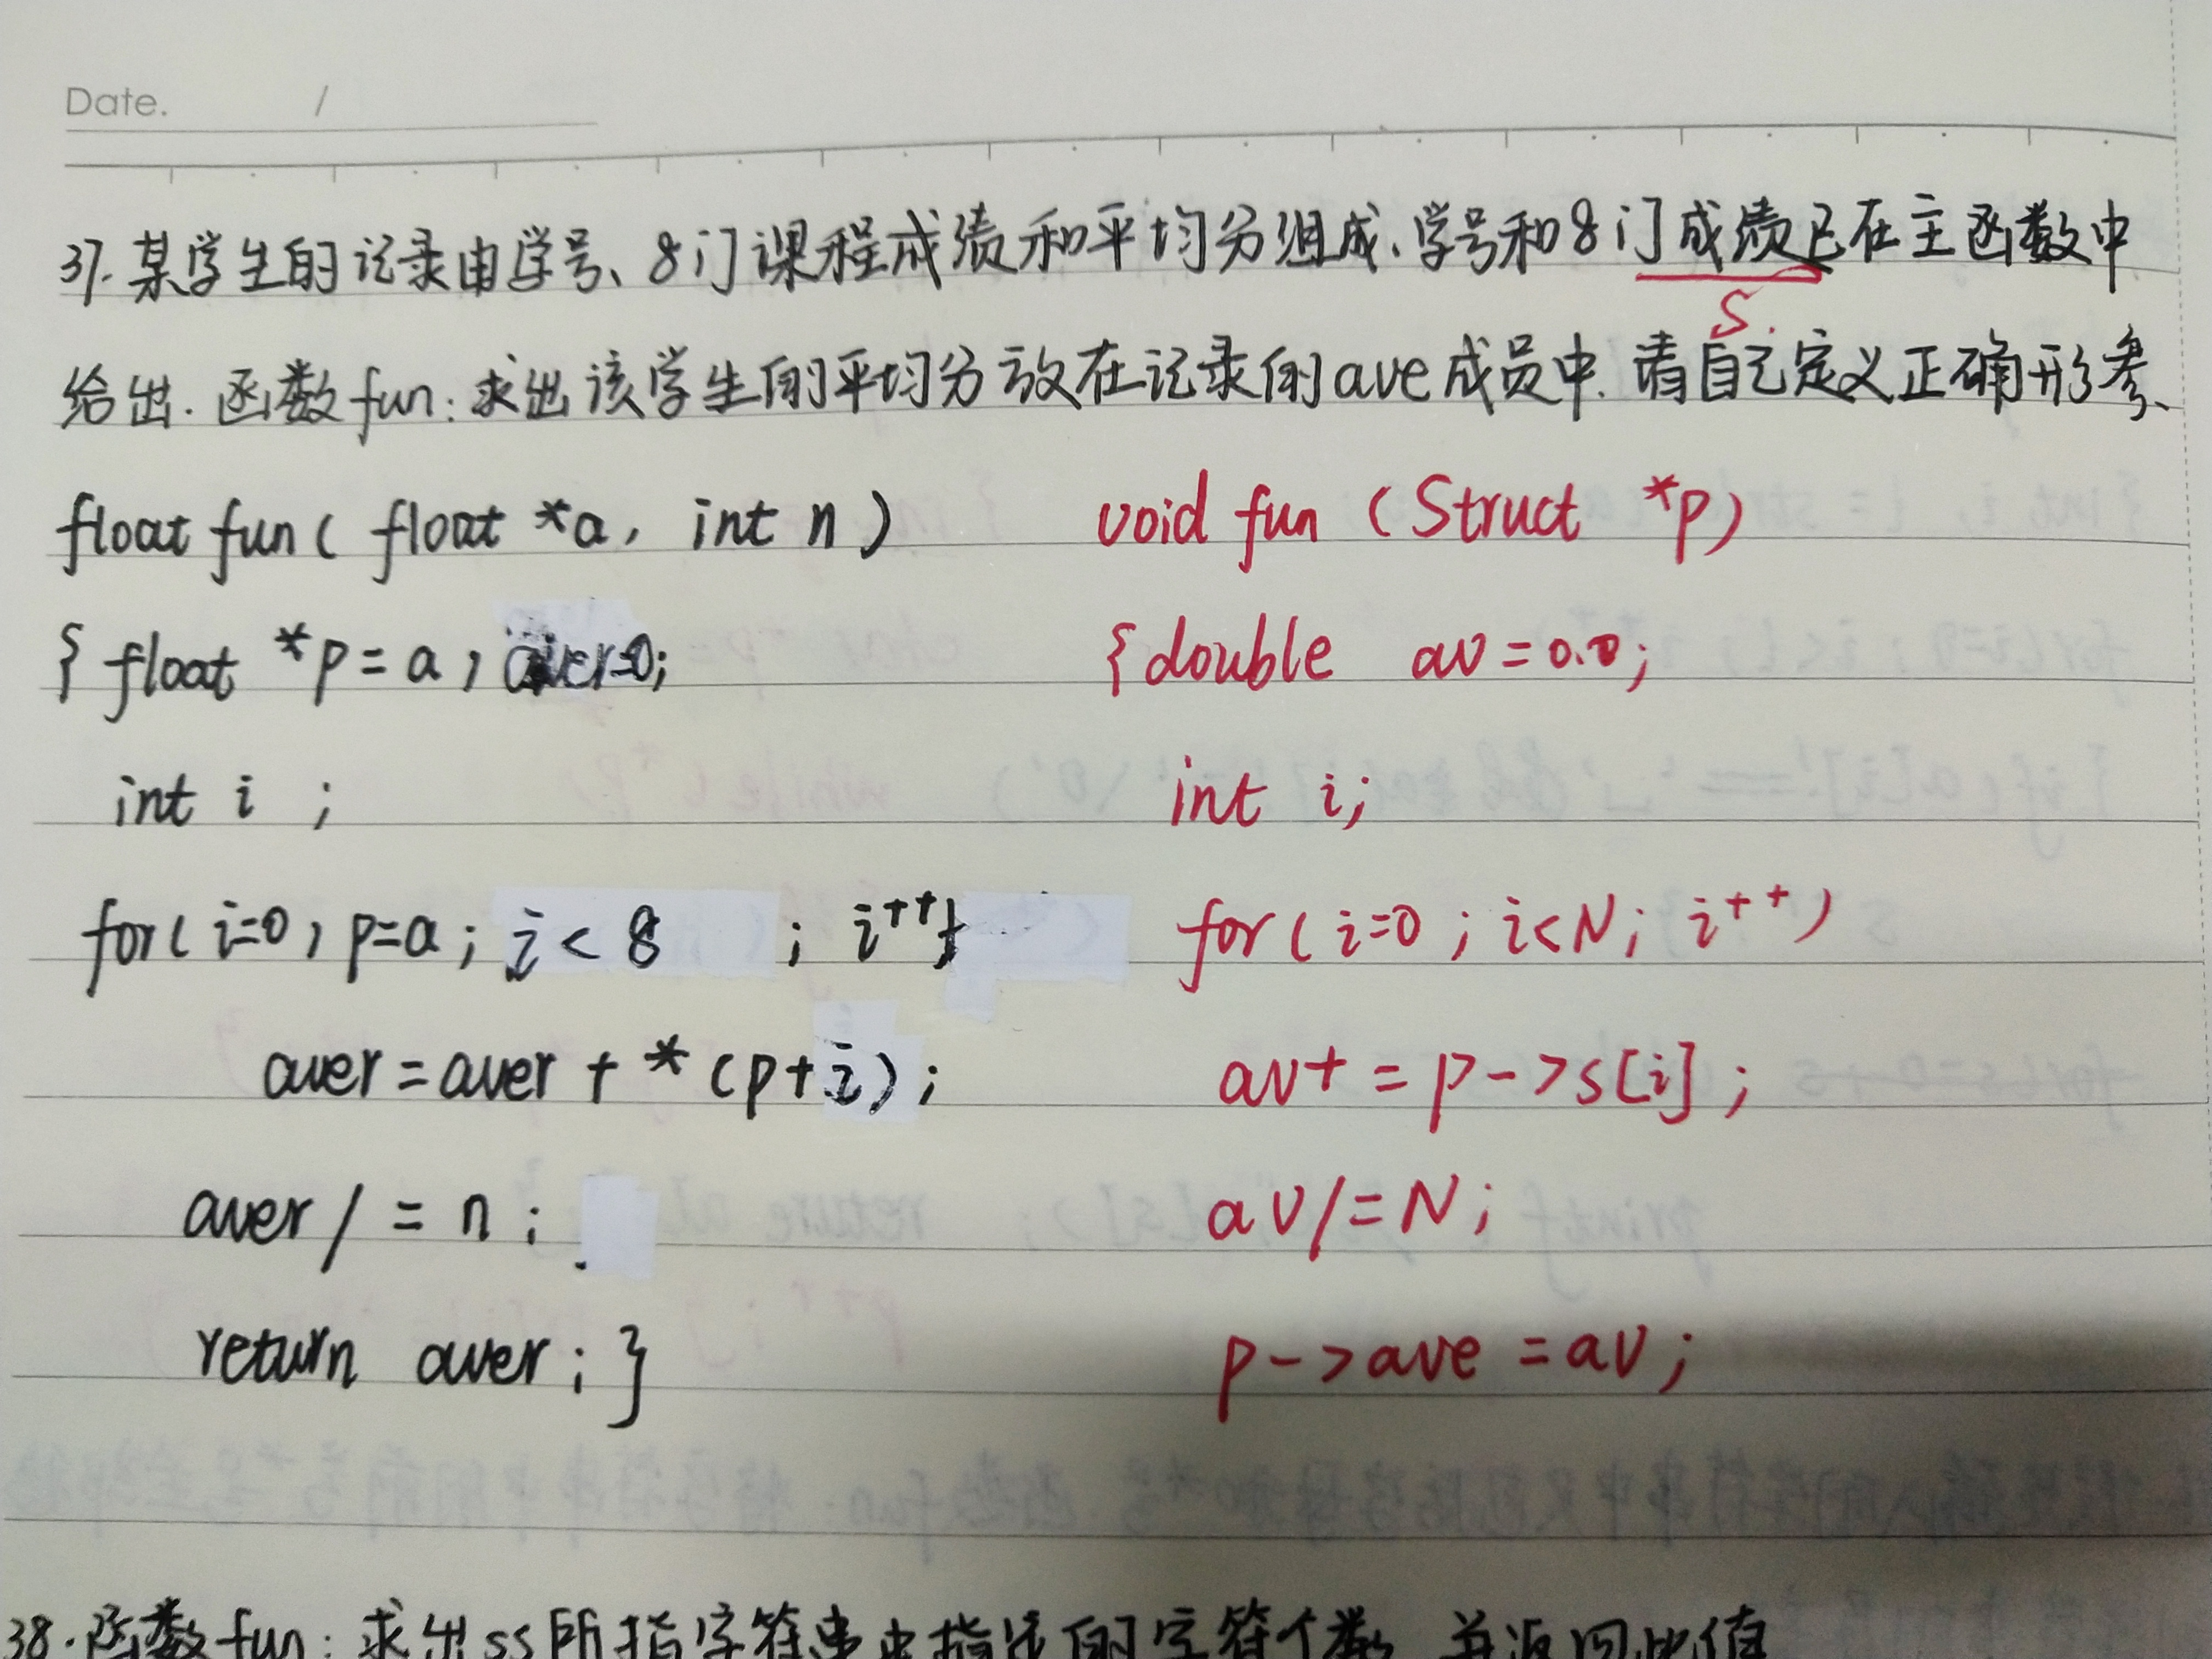 Date. /
37. 某学生的记录由学号、8门课程成绩和平均分组成、学号和8门成绩已在主函数中
S.
给出. 函数fun: 求出该学生的平均分放在记录的ave成员中. 请自己定义正确形参、
float fun( float *a, int n ) void fun (Struct *p)
{ float *p = a, aver=0; {double av = 0.0;
int i ; int i;
for( i=0, p=a; i < 8 ; i++) for( i=0 ; i<N; i++)
aver = aver + *(p+i); av+ = p->s[i];
aver / = n ; av/=N;
return aver; } p->ave = av;
38. 函数fun: 求出ss所指字符串中指定的字符个数 并返回此值